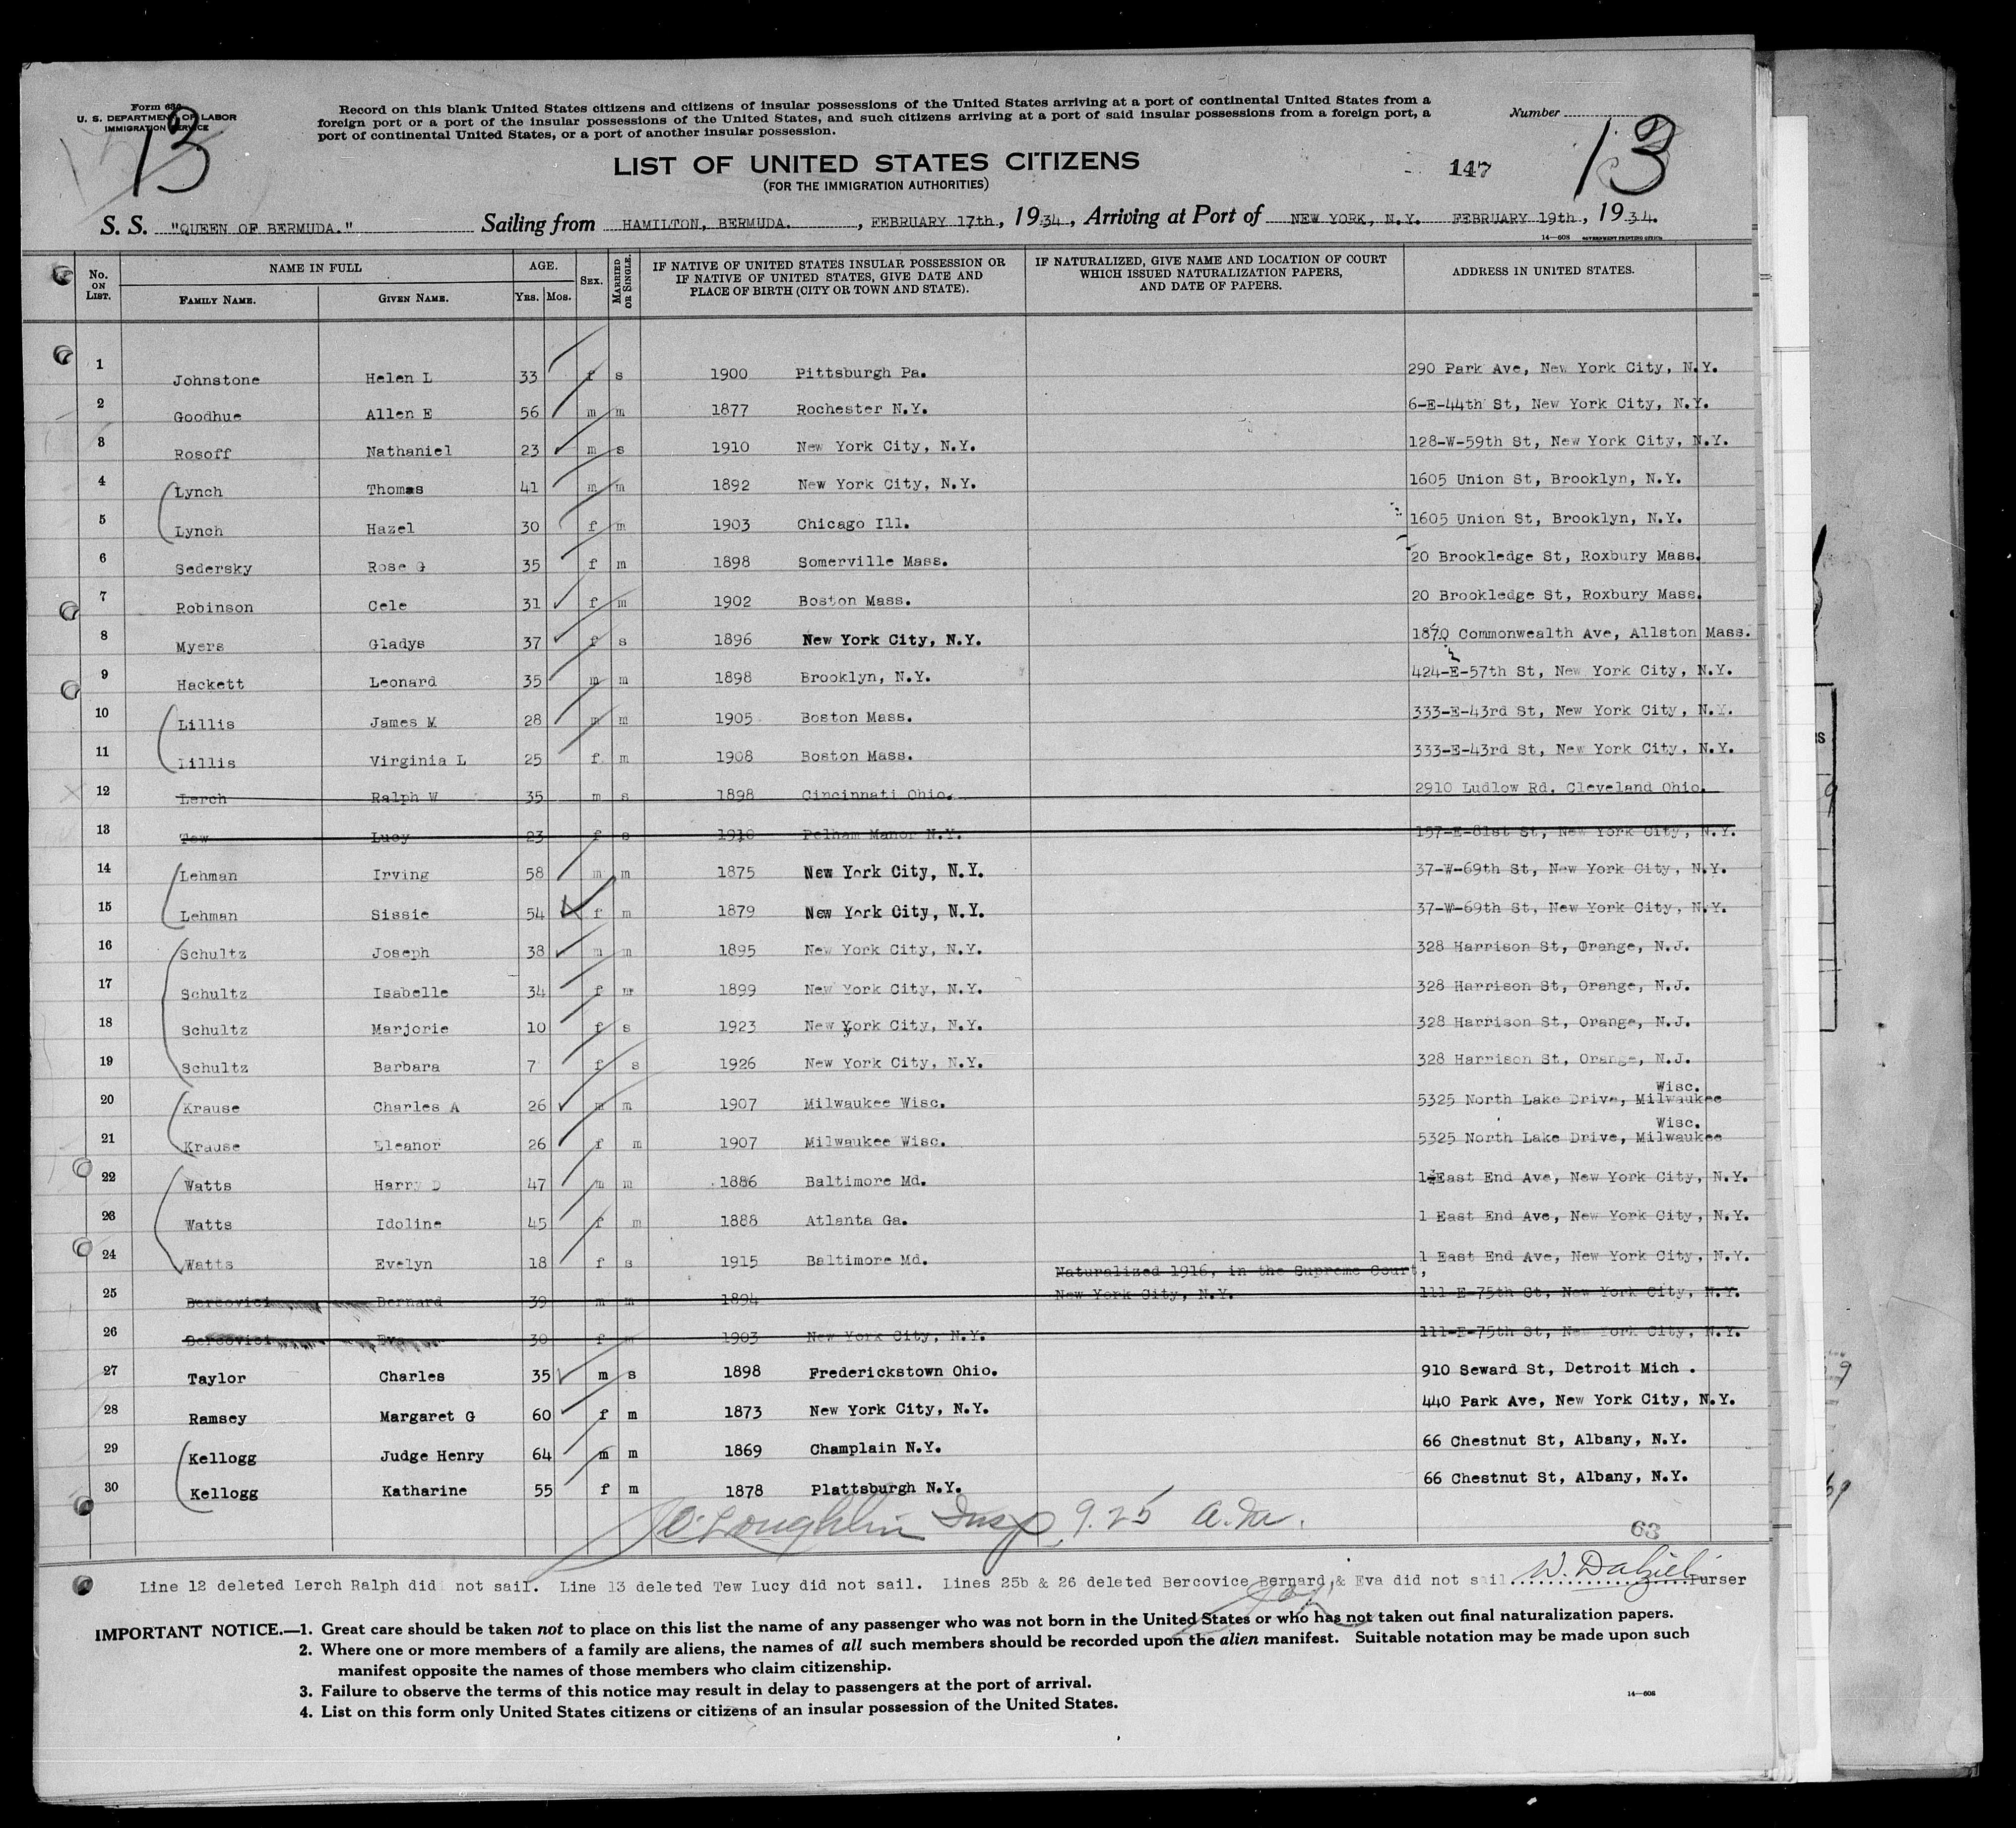 Form 630
U. S. DEPARTMENT OF LABOR
IMMIGRATION SERVICE
13
Record on this blank United States citizens and citizens of insular possessions of the United States arriving at a port of continental United States from a
foreign port or a port of the insular possessions of the United States, and such citizens arriving at a port of said insular possessions from a foreign port, a
port of continental United States, or a port of another insular possession.
Number
13
LIST OF UNITED STATES CITIZENS
(FOR THE IMMIGRATION AUTHORITIES)
147
S. S. "QUEEN OF BERMUDA." Sailing from HAMILTON, BERMUDA. , FEBRUARY 17th, 1934, Arriving at Port of NEW YORK, N.Y. FEBRUARY 19th, 1934.
14—608 GOVERNMENT PRINTING OFFICE
No. ON LIST. NAME IN FULL FAMILY NAME. GIVEN NAME. AGE. Yrs. Mos. SEX. MARRIED OR SINGLE. IF NATIVE OF UNITED STATES INSULAR POSSESSION OR IF NATIVE OF UNITED STATES, GIVE DATE AND PLACE OF BIRTH (CITY OR TOWN AND STATE). IF NATURALIZED, GIVE NAME AND LOCATION OF COURT WHICH ISSUED NATURALIZATION PAPERS, AND DATE OF PAPERS. ADDRESS IN UNITED STATES.
1 Johnstone Helen L 33 f s 1900 Pittsburgh Pa. 290 Park Ave, New York City, N.Y.
2 Goodhue Allen E 56 m m 1877 Rochester N.Y. 6-E-44th St, New York City, N.Y.
3 Rosoff Nathaniel 23 m s 1910 New York City, N.Y. 128-W-59th St, New York City, N.Y.
4 Lynch Thomas 41 m m 1892 New York City, N.Y. 1605 Union St, Brooklyn, N.Y.
5 Lynch Hazel 30 f m 1903 Chicago Ill. 1605 Union St, Brooklyn, N.Y.
6 Sedersky Rose G 35 f m 1898 Somerville Mass. 20 Brookledge St, Roxbury Mass.
7 Robinson Cele 31 f m 1902 Boston Mass. 20 Brookledge St, Roxbury Mass.
8 Myers Gladys 37 f s 1896 New York City, N.Y. 1870 Commonwealth Ave, Allston Mass.
9 Hackett Leonard 35 m m 1898 Brooklyn, N.Y. 424-E-57th St, New York City, N.Y.
10 Lillis James M 28 m m 1905 Boston Mass. 333-E-43rd St, New York City, N.Y.
11 Lillis Virginia L 25 f m 1908 Boston Mass. 333-E-43rd St, New York City, N.Y.
12 Lerch Ralph W 35 m s 1898 Cincinnati Ohio. 2910 Ludlow Rd. Cleveland Ohio.
13 Tew Lucy 23 f s 1910 Pelham Manor N.Y. 157-E-81st St, New York City, N.Y.
14 Lehman Irving 58 m m 1875 New York City, N.Y. 37-W-69th St, New York City, N.Y.
15 Lehman Sissie 54 f m 1879 New York City, N.Y. 37-W-69th St, New York City, N.Y.
16 Schultz Joseph 38 m m 1895 New York City, N.Y. 328 Harrison St, Orange, N.J.
17 Schultz Isabelle 34 f m 1899 New York City, N.Y. 328 Harrison St, Orange, N.J.
18 Schultz Marjorie 10 f s 1923 New York City, N.Y. 328 Harrison St, Orange, N.J.
19 Schultz Barbara 7 f s 1926 New York City, N.Y. 328 Harrison St, Orange, N.J.
20 Krause Charles A 26 m m 1907 Milwaukee Wisc. 5325 North Lake Drive, Milwaukee Wisc.
21 Krause Eleanor 26 f m 1907 Milwaukee Wisc. 5325 North Lake Drive, Milwaukee Wisc.
22 Watts Harry D 47 m m 1886 Baltimore Md. 1 East End Ave, New York City, N.Y.
23 Watts Idoline 45 f m 1888 Atlanta Ga. 1 East End Ave, New York City, N.Y.
24 Watts Evelyn 18 f s 1915 Baltimore Md. 1 East End Ave, New York City, N.Y.
25 Bercovici Bernard 39 m m 1894 Naturalized 1916, in the Supreme Court, New York City, N.Y. 111-E-75th St, New York City, N.Y.
26 Bercovici Eva 30 f m 1903 New York City, N.Y. 111-E-75th St, New York City, N.Y.
27 Taylor Charles 35 m s 1898 Frederickstown Ohio. 910 Seward St, Detroit Mich .
28 Ramsey Margaret G 60 f m 1873 New York City, N.Y. 440 Park Ave, New York City, N.Y.
29 Kellogg Judge Henry 64 m m 1869 Champlain N.Y. 66 Chestnut St, Albany, N.Y.
30 Kellogg Katharine 55 f m 1878 Plattsburgh N.Y. 66 Chestnut St, Albany, N.Y.
O'Loughlin Insp. 9.25 a.m.
63
Line 12 deleted Lerch Ralph did not sail. Line 13 deleted Tew Lucy did not sail. Lines 25b & 26 deleted Bercovice Bernard,& Eva did not sail. W. Dalziel Purser
IMPORTANT NOTICE.—1. Great care should be taken not to place on this list the name of any passenger who was not born in the United States or who has not taken out final naturalization papers.
2. Where one or more members of a family are aliens, the names of all such members should be recorded upon the alien manifest. Suitable notation may be made upon such
manifest opposite the names of those members who claim citizenship.
3. Failure to observe the terms of this notice may result in delay to passengers at the port of arrival.
4. List on this form only United States citizens or citizens of an insular possession of the United States.
14—608